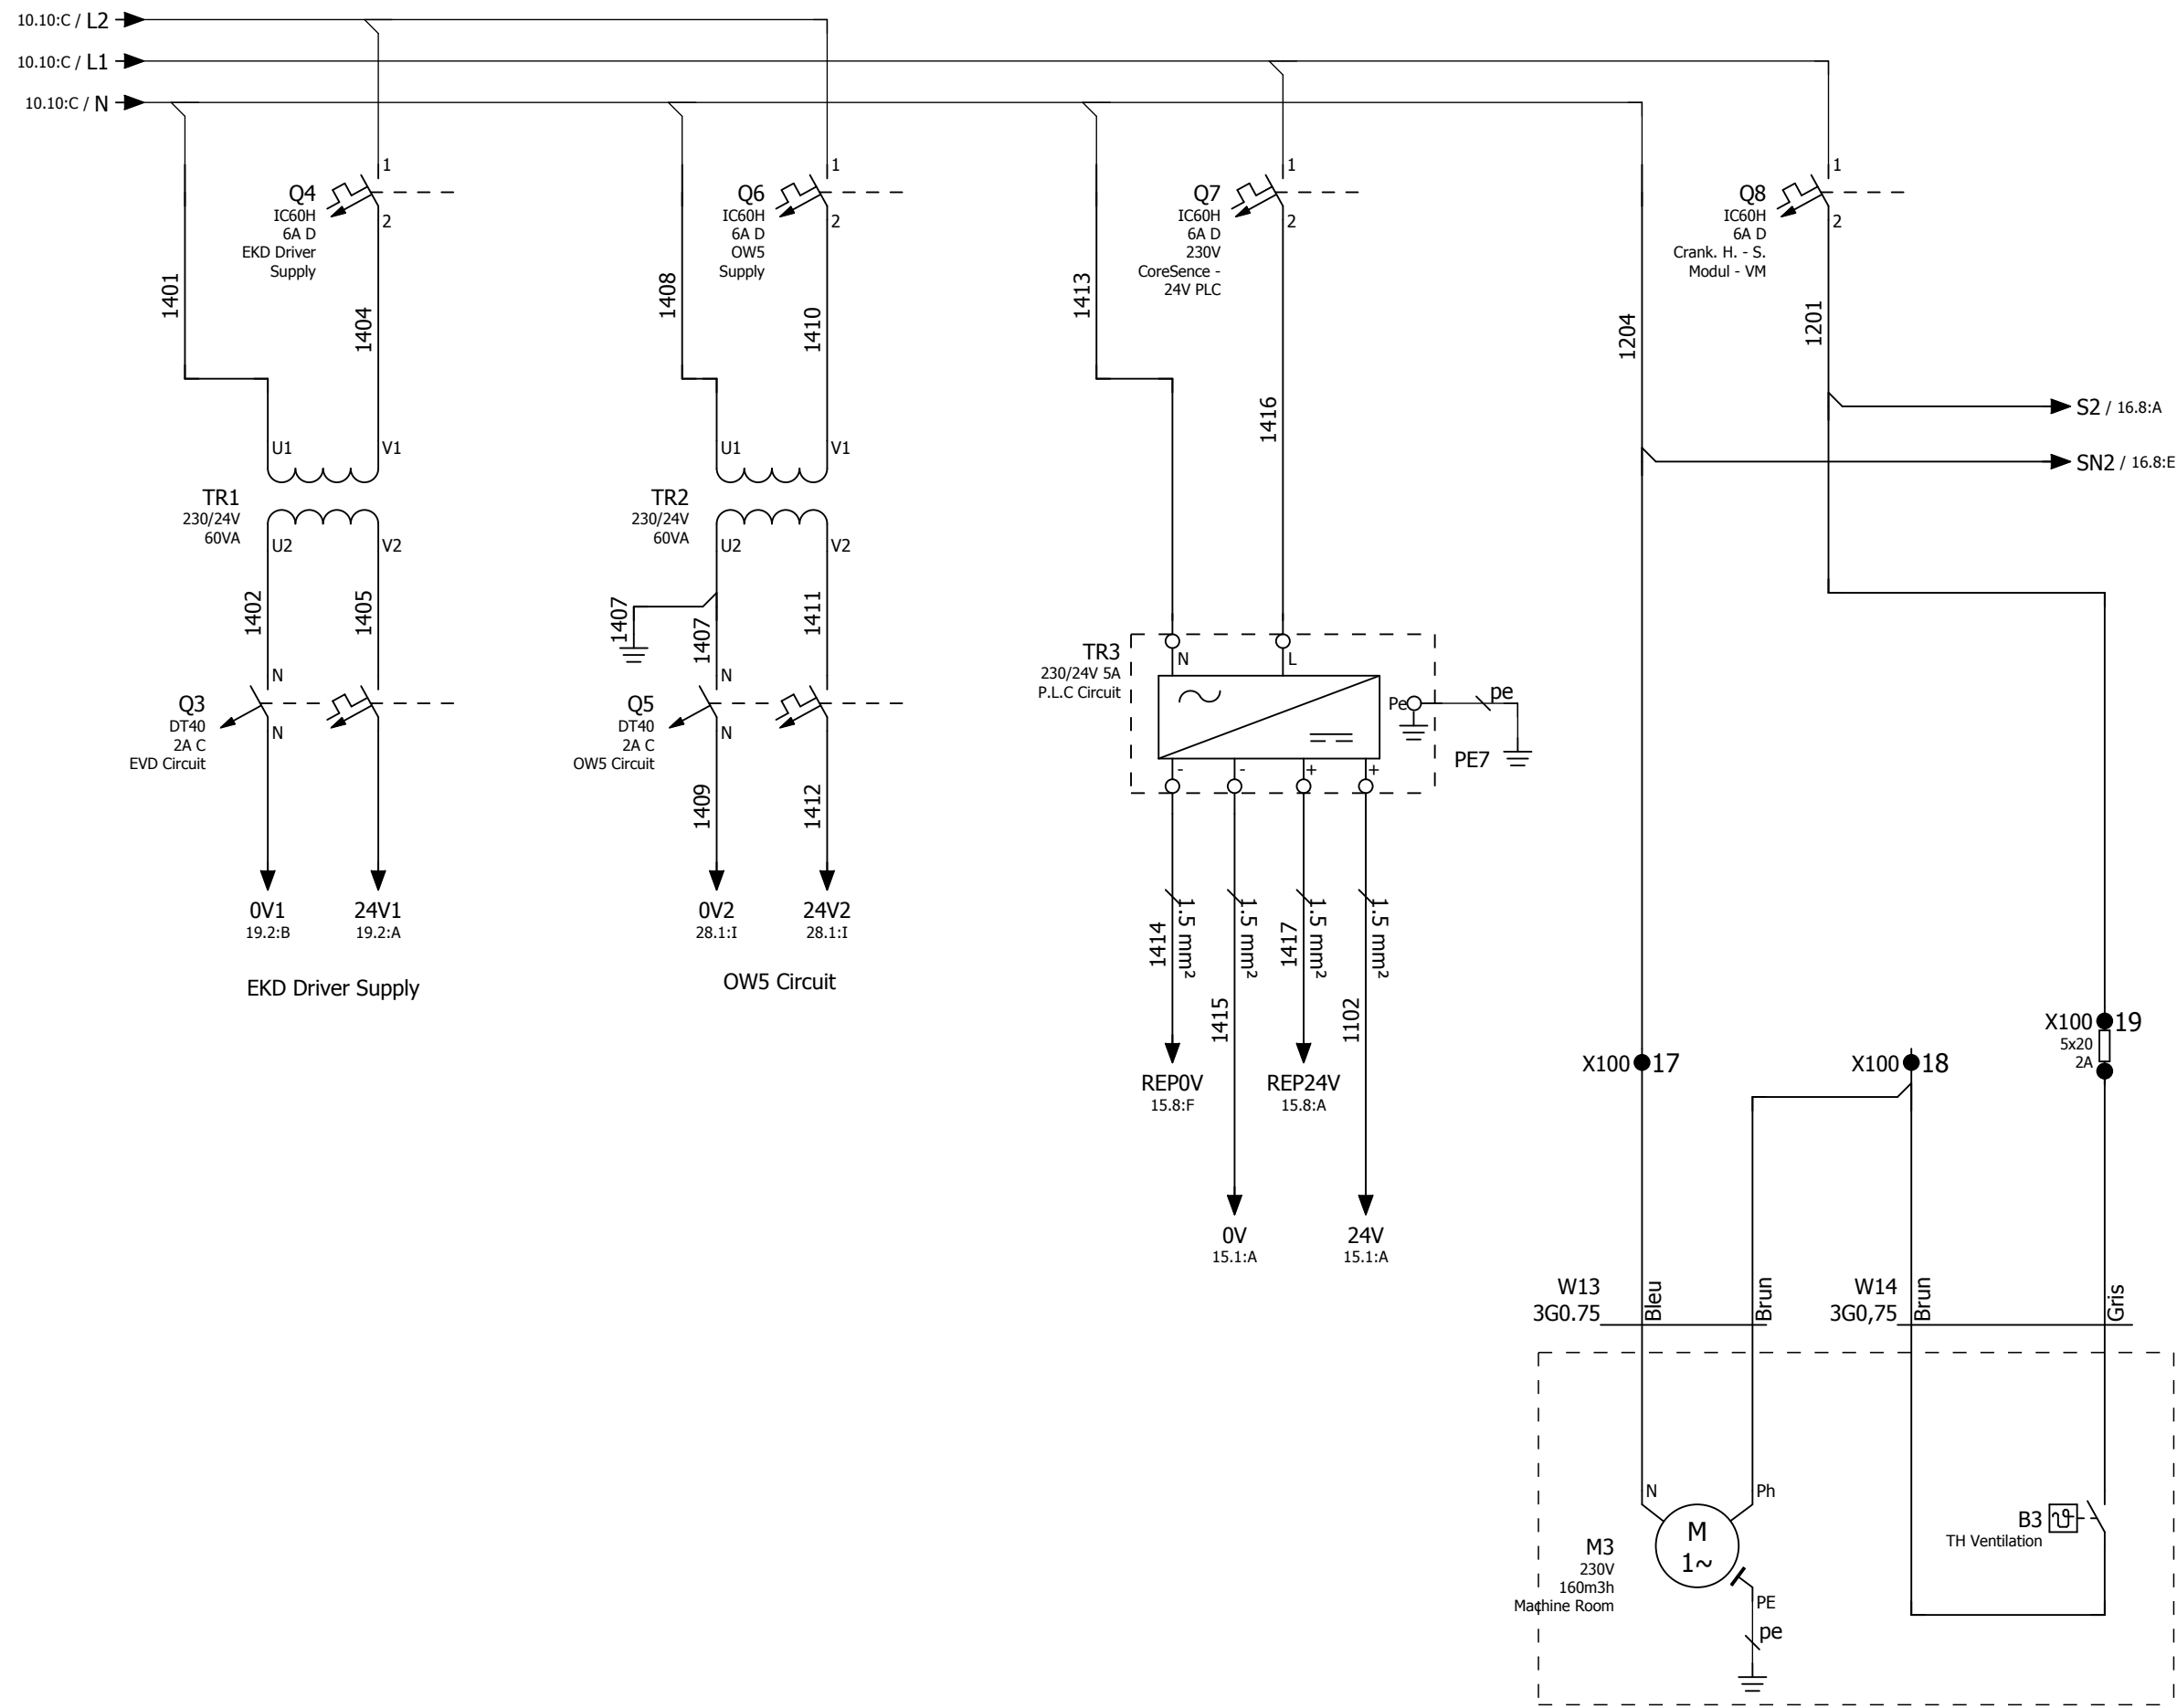 10.10:C / L2
10.10:C / L1
10.10:C / N
1
Q4
IC60H
6A D
EKD Driver
Supply
2
1401
1404
U1
V1
TR1
230/24V
60VA
U2
V2
1402
1405
N
Q3
DT40
2A C
EVD Circuit
N
0V1
19.2:B
24V1
19.2:A
EKD Driver Supply
1
Q6
IC60H
6A D
OW5
Supply
2
1408
1410
U1
V1
TR2
230/24V
60VA
U2
V2
1407
1407
1411
N
Q5
DT40
2A C
OW5 Circuit
N
1409
1412
0V2
28.1:I
24V2
28.1:I
OW5 Circuit
1
Q7
IC60H
6A D
230V
CoreSence -
24V PLC
2
1413
1416
TR3
230/24V 5A
P.L.C Circuit
N
L
Pe
pe
PE7
-
-
+
+
1414
1.5 mm²
1415
1.5 mm²
1417
1.5 mm²
1102
1.5 mm²
REP0V
15.8:F
REP24V
15.8:A
0V
15.1:A
24V
15.1:A
1
Q8
IC60H
6A D
Crank. H. - S.
Modul - VM
2
1204
1201
S2 / 16.8:A
SN2 / 16.8:E
X100 17
X100 18
X100 19
5x20
2A
W13
3G0.75
Bleu
Brun
W14
3G0,75
Brun
Gris
N
Ph
M
1~
M3
230V
160m3h
Machine Room
PE
pe
B3
TH Ventilation